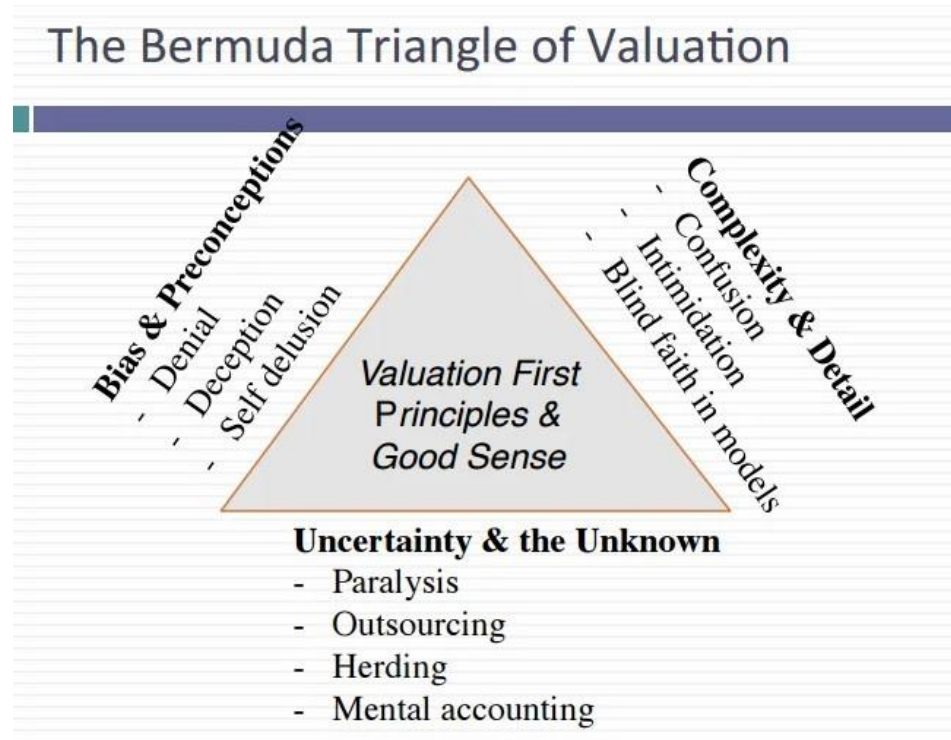 The Bermuda Triangle of Valuation
Bias & Preconceptions
- Denial
- Deception
- Self delusion
Complexity & Detail
- Confusion
- Intimidation
- Blind faith in models
Valuation First
Principles &
Good Sense
Uncertainty & the Unknown
- Paralysis
- Outsourcing
- Herding
- Mental accounting